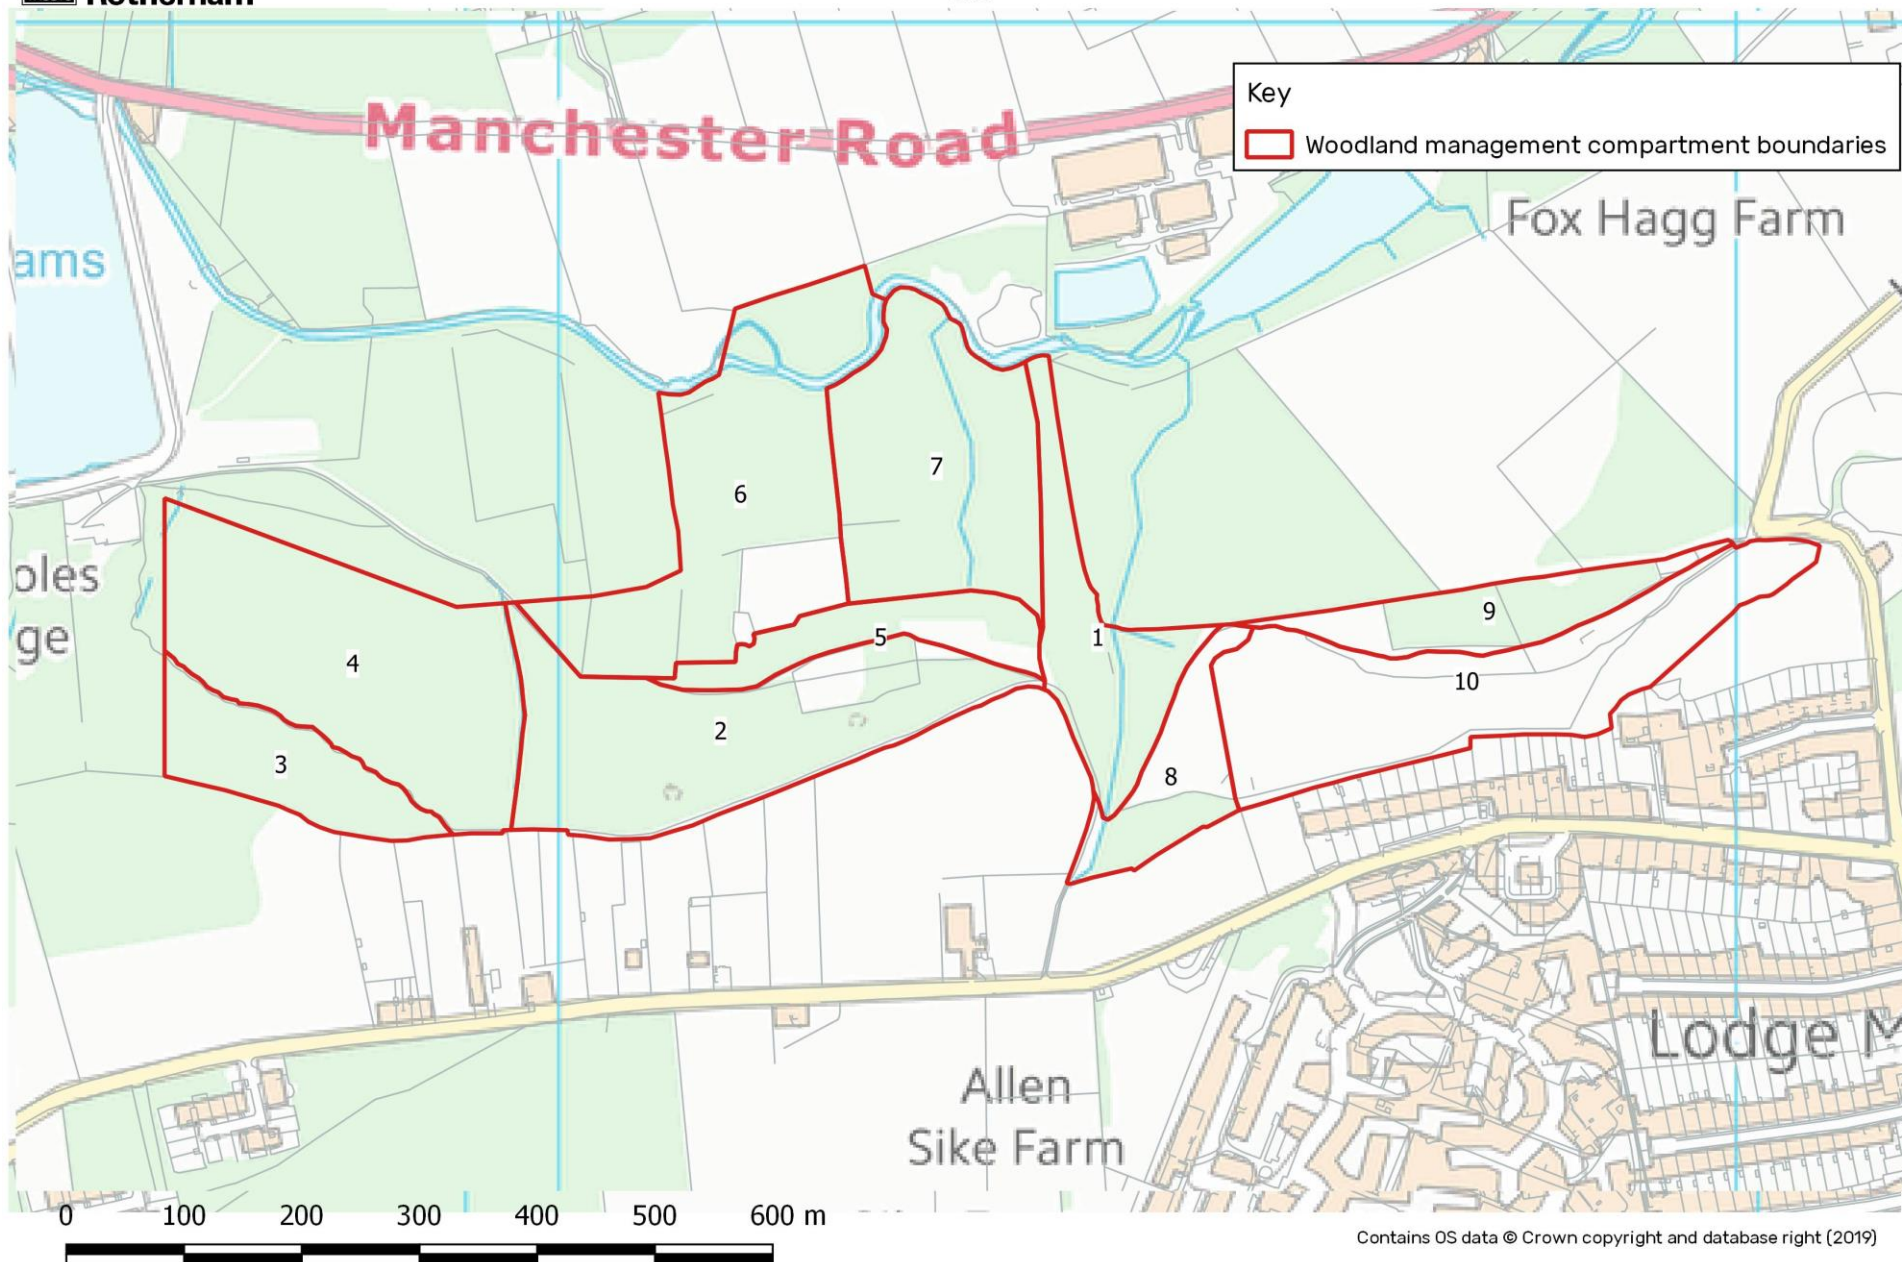 Rotherham
Manchester Road
Key
Woodland management compartment boundaries
Fox Hagg Farm
ams
oles
ge
6
7
9
1
5
4
10
2
3
8
Allen
Sike Farm
Lodge M
0 100 200 300 400 500 600 m
Contains OS data © Crown copyright and database right (2019)